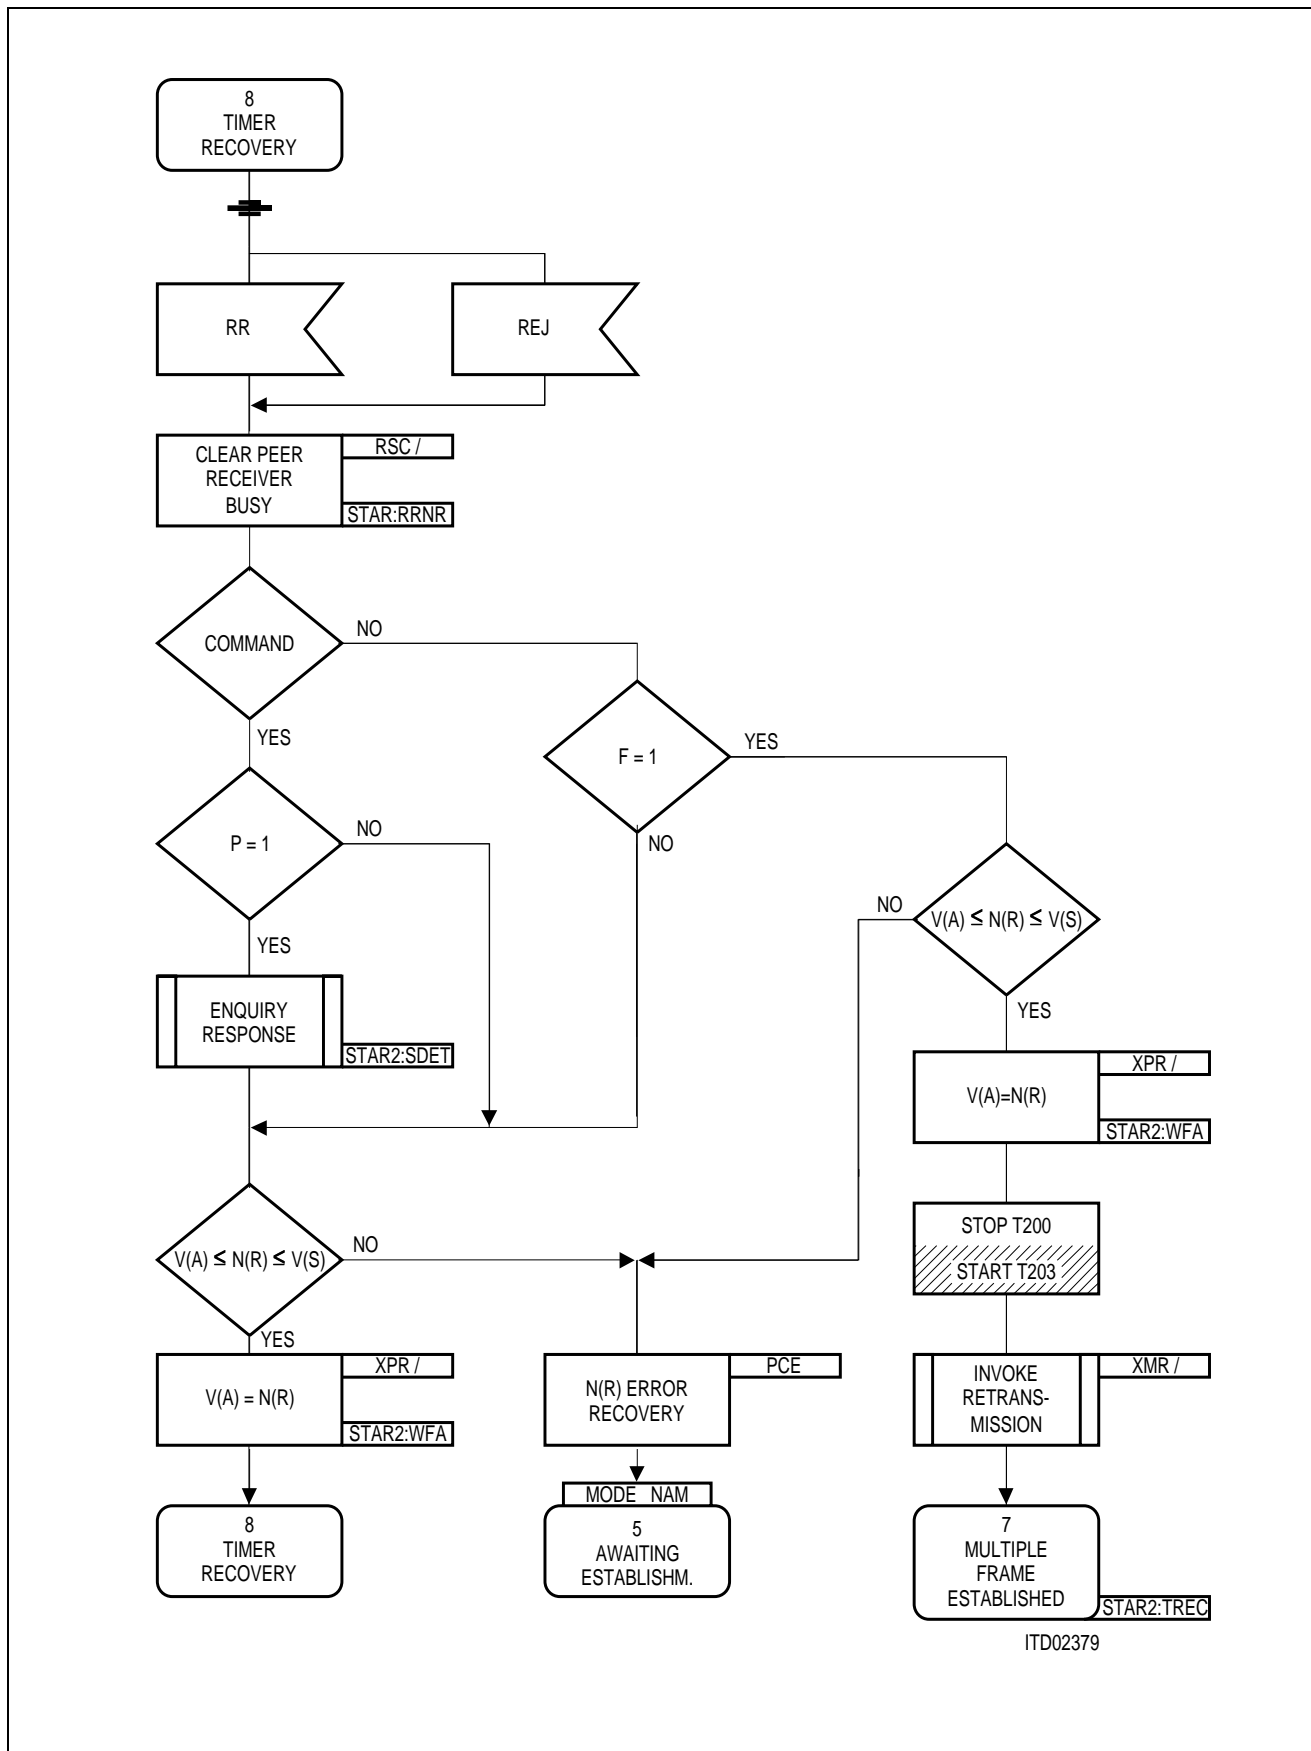 8
TIMER
RECOVERY
RR
REJ
CLEAR PEER
RECEIVER
BUSY
RSC /
STAR:RRNR
COMMAND
NO
YES
F = 1
YES
NO
P = 1
NO
YES
V(A) ≤ N(R) ≤ V(S)
NO
YES
ENQUIRY
RESPONSE
STAR2:SDET
V(A)=N(R)
XPR /
STAR2:WFA
STOP T200
START T203
V(A) ≤ N(R) ≤ V(S)
NO
YES
V(A) = N(R)
XPR /
STAR2:WFA
N(R) ERROR
RECOVERY
PCE
INVOKE
RETRANS-
MISSION
XMR /
8
TIMER
RECOVERY
MODE NAM
5
AWAITING
ESTABLISHM.
7
MULTIPLE
FRAME
ESTABLISHED
STAR2:TREC
ITD02379